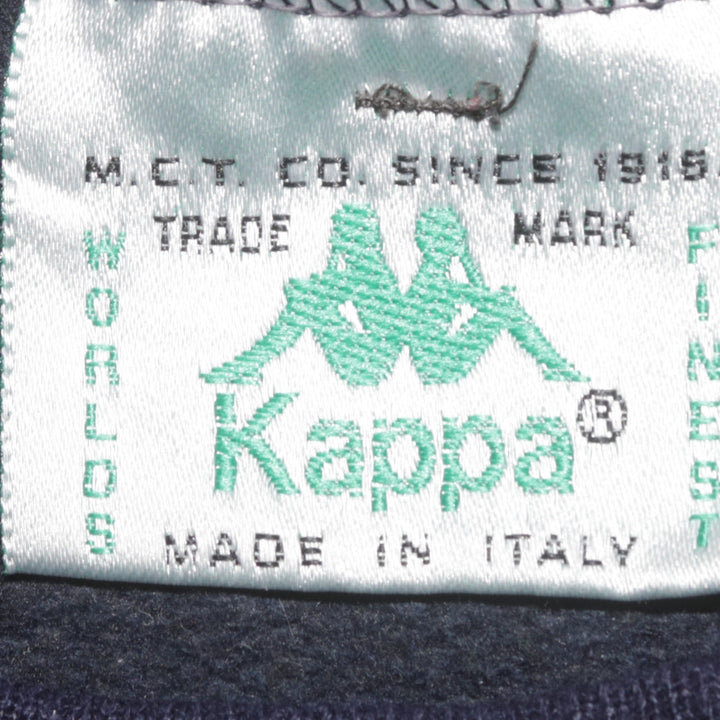 M.C.T. CO. SINCE 1916.
TRADE MARK
WORLDS
FINEST
Kappa®
MADE IN ITALY